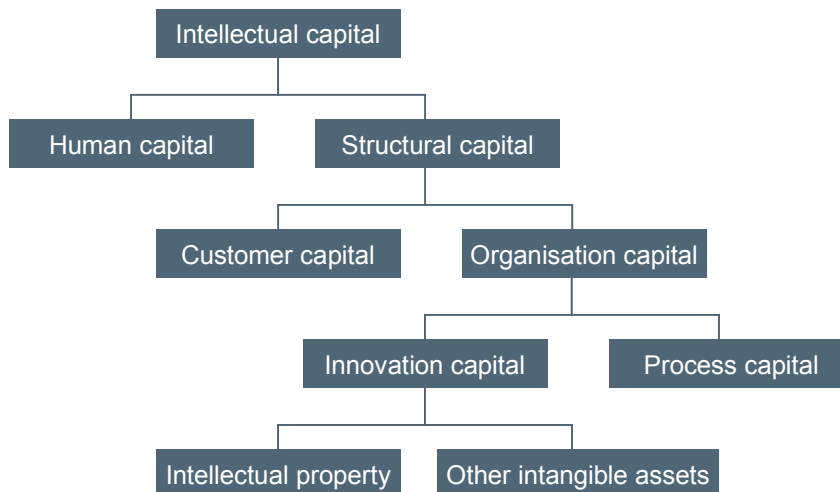 Intellectual capital
Human capital
Structural capital
Customer capital
Organisation capital
Innovation capital
Process capital
Intellectual property
Other intangible assets